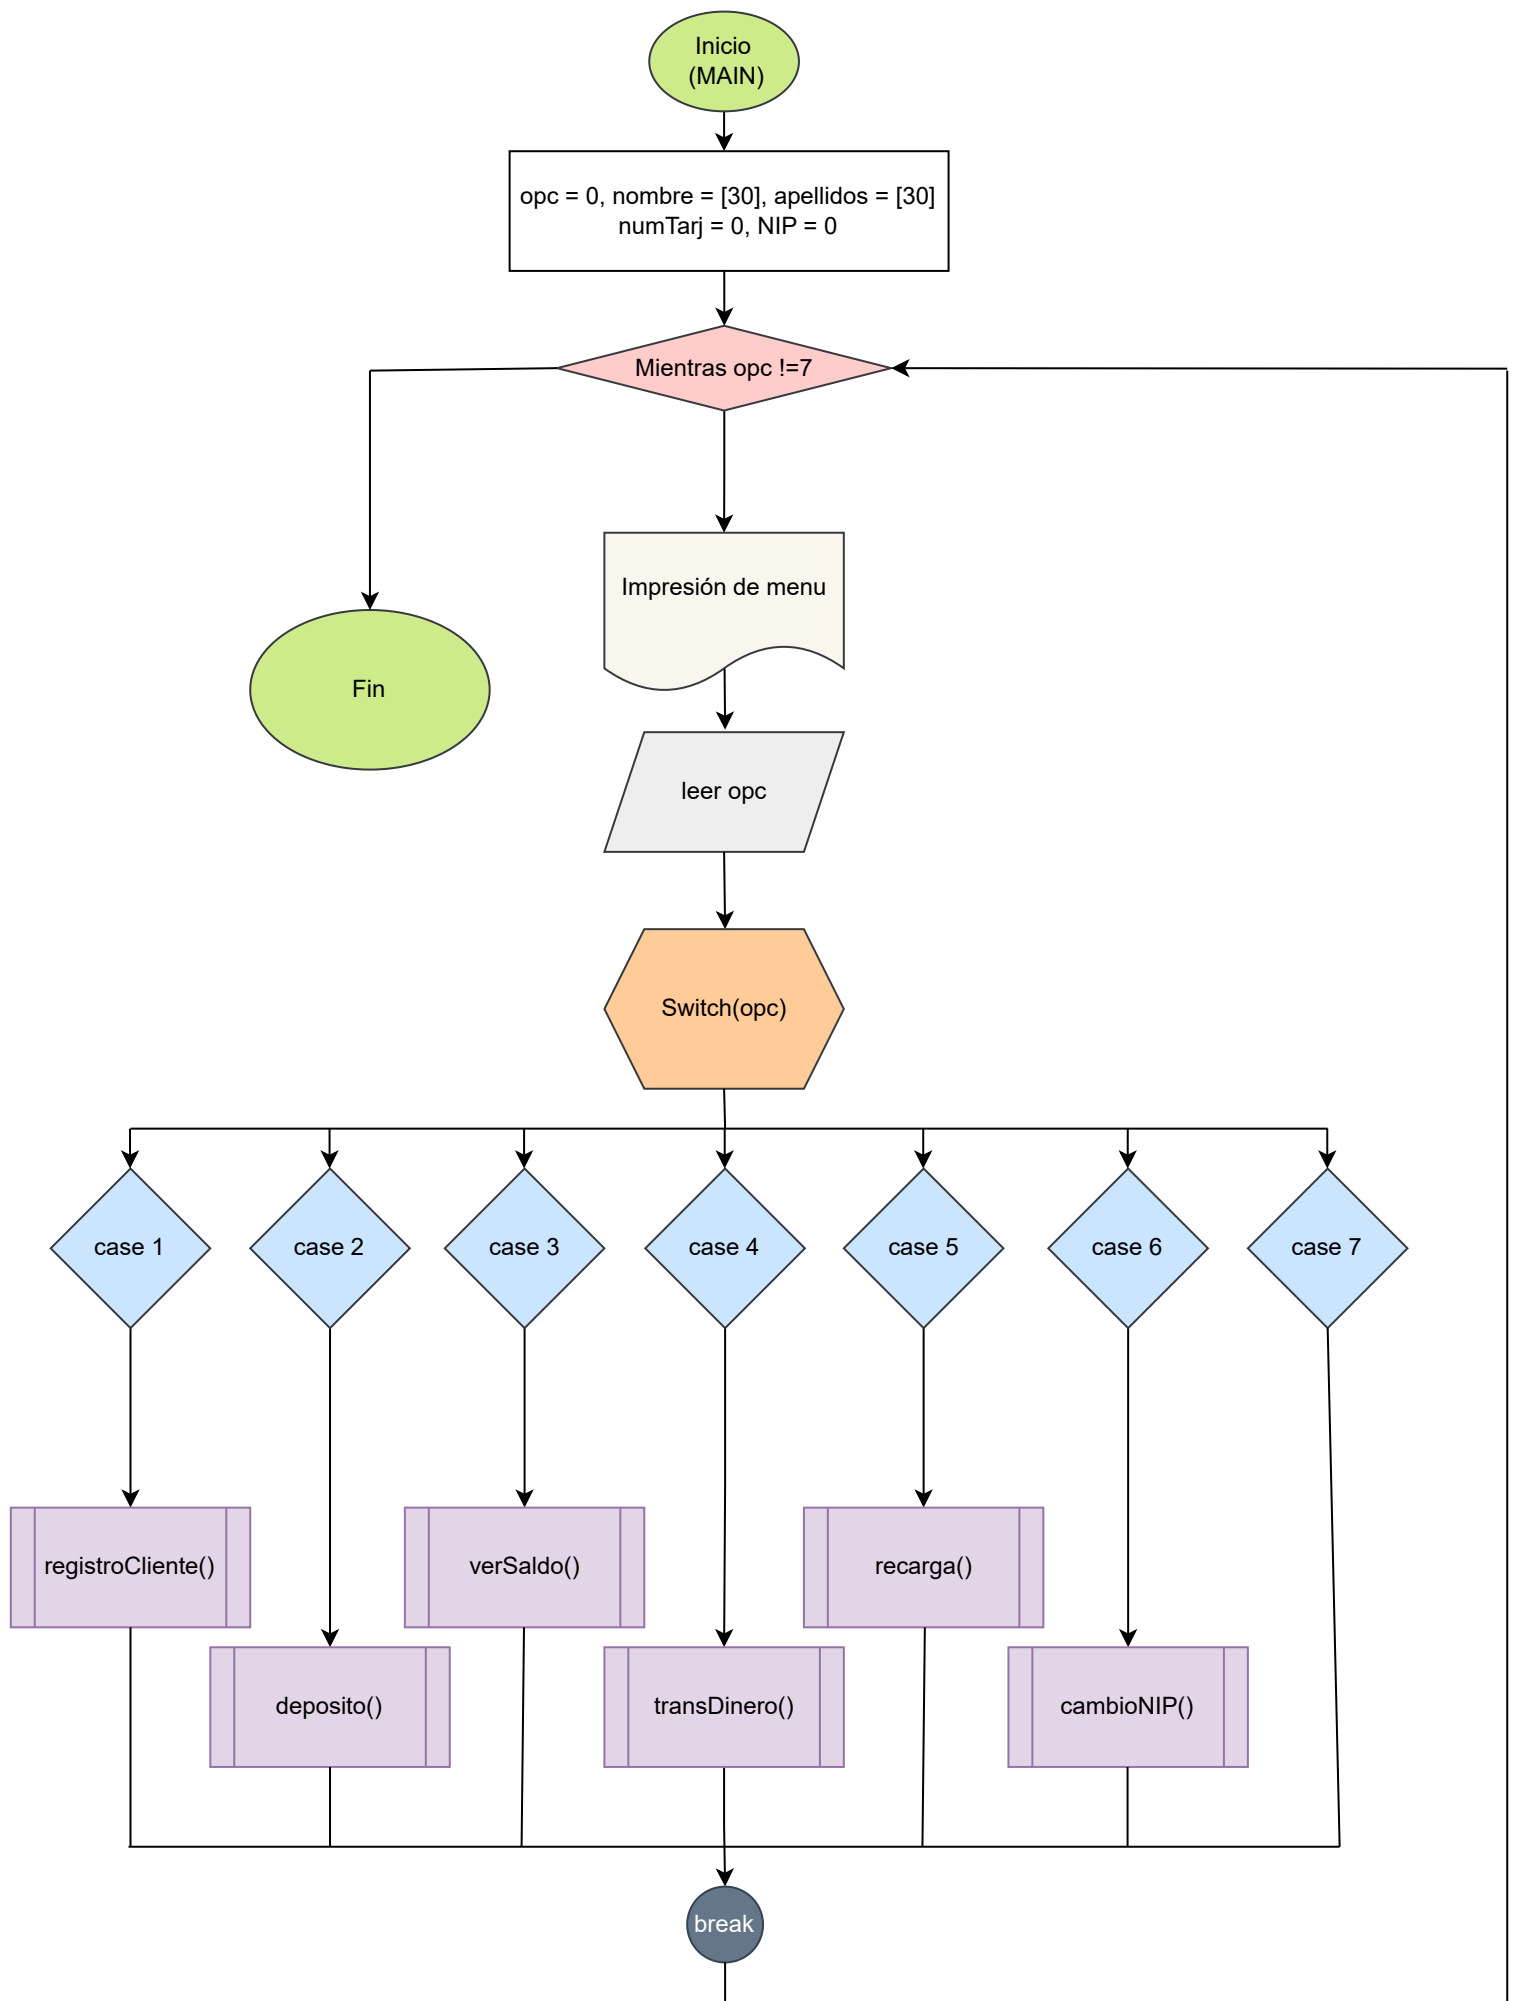 Inicio
(MAIN)
opc = 0, nombre = [30], apellidos = [30]
numTarj = 0, NIP = 0
Mientras opc !=7
Impresión de menu
Fin
leer opc
Switch(opc)
case 1
case 2
case 3
case 4
case 5
case 6
case 7
registroCliente()
verSaldo()
recarga()
deposito()
transDinero()
cambioNIP()
break